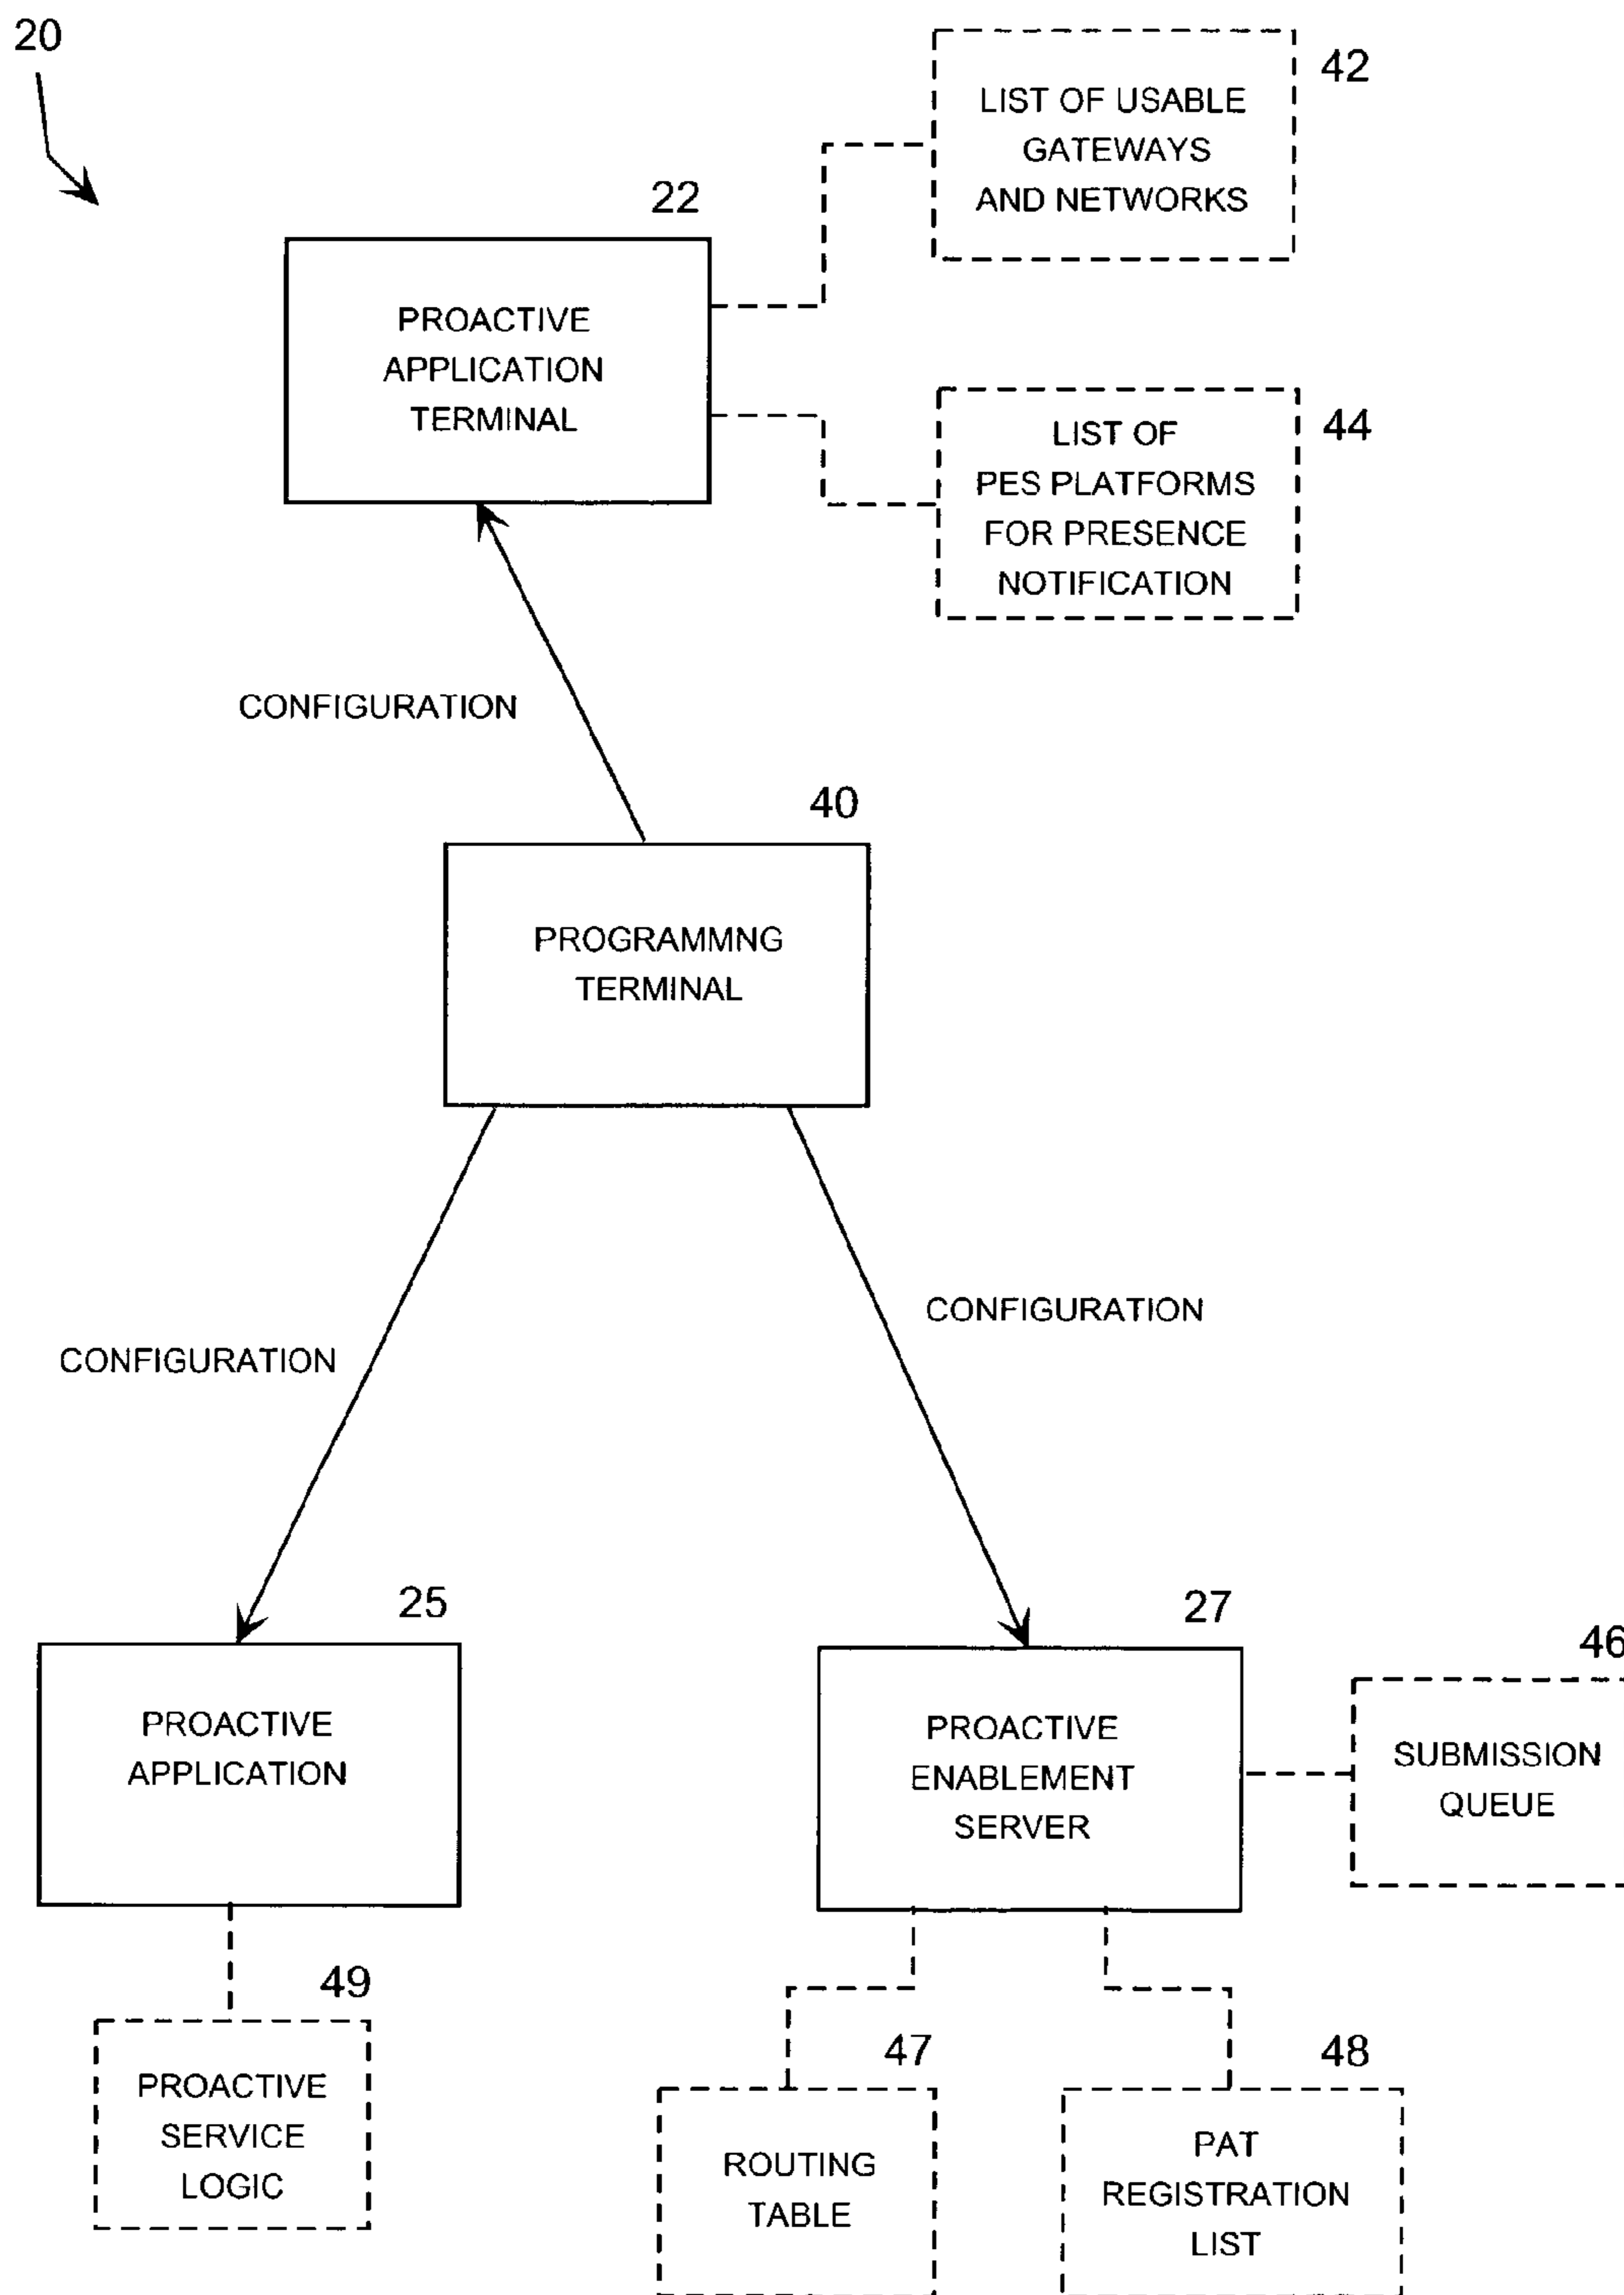 20
42
LIST OF USABLE
GATEWAYS
AND NETWORKS
22
PROACTIVE
APPLICATION
TERMINAL
44
LIST OF
PES PLATFORMS
FOR PRESENCE
NOTIFICATION
CONFIGURATION
40
PROGRAMMNG
TERMINAL
CONFIGURATION
CONFIGURATION
25
PROACTIVE
APPLICATION
27
PROACTIVE
ENABLEMENT
SERVER
46
SUBMISSION
QUEUE
49
PROACTIVE
SERVICE
LOGIC
47
ROUTING
TABLE
48
PAT
REGISTRATION
LIST